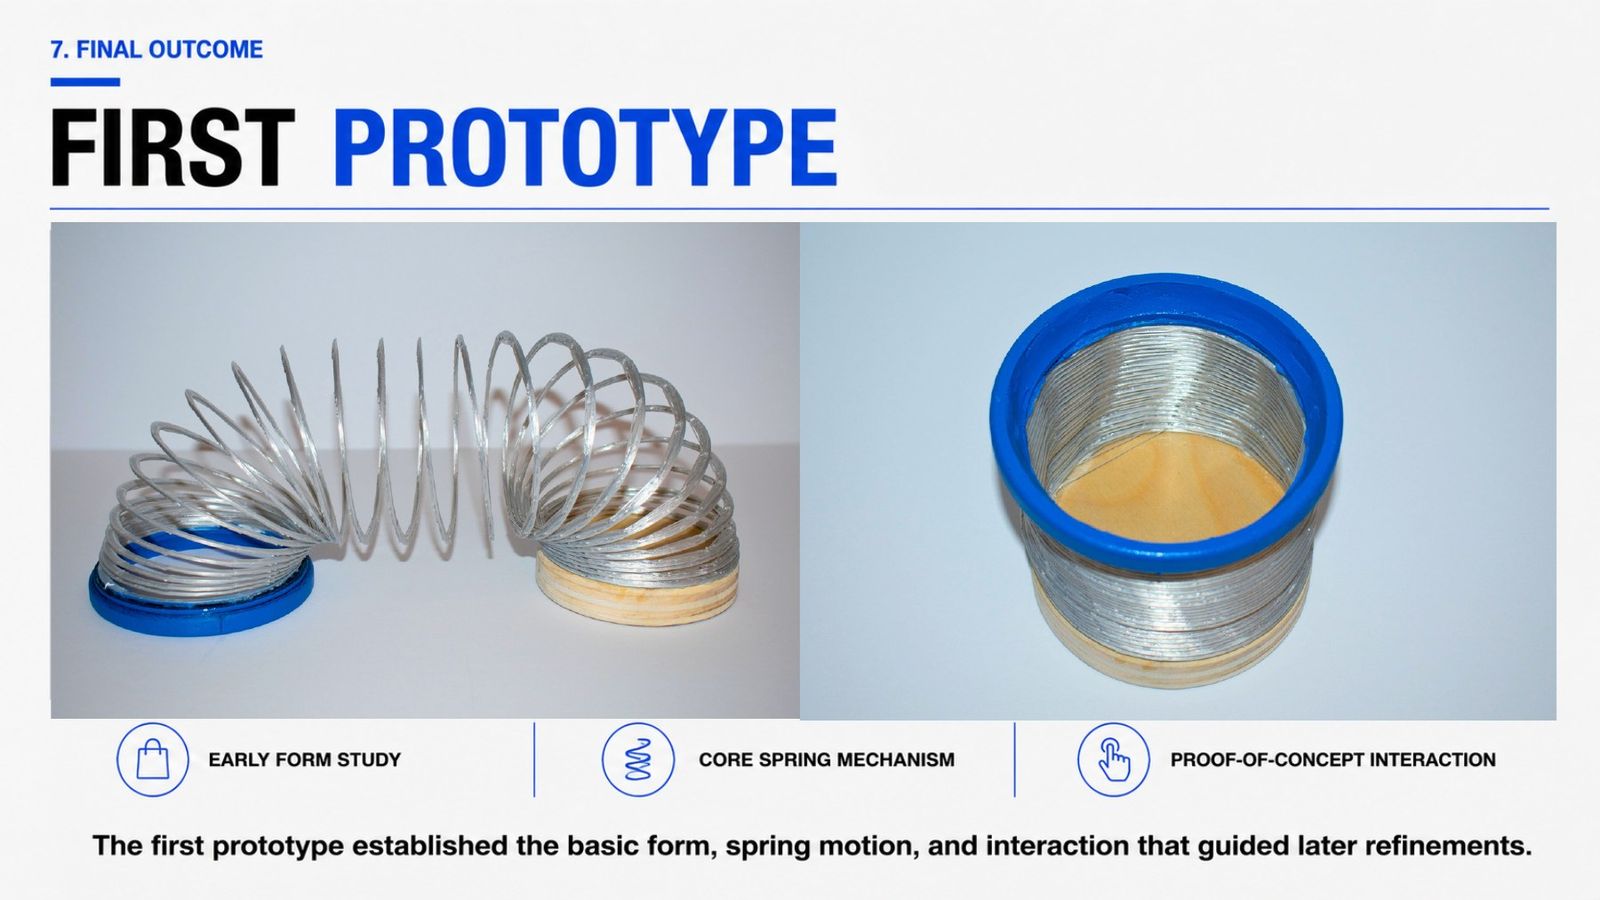 7. FINAL OUTCOME
FIRST PROTOTYPE
EARLY FORM STUDY
CORE SPRING MECHANISM
PROOF-OF-CONCEPT INTERACTION
The first prototype established the basic form, spring motion, and interaction that guided later refinements.